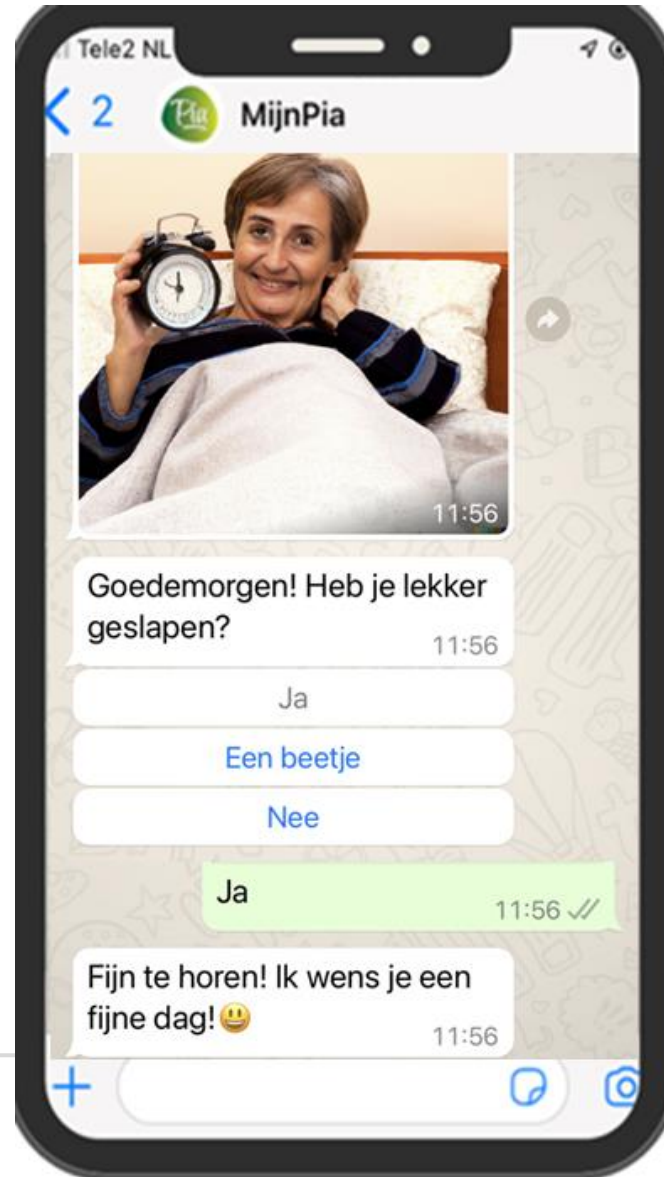 Tele2 NL
2
Pia
MijnPia
11:56
Goedemorgen! Heb je lekker
geslapen?
11:56
Ja
Een beetje
Nee
Ja
11:56
Fijn te horen! Ik wens je een
fijne dag!😃
11:56